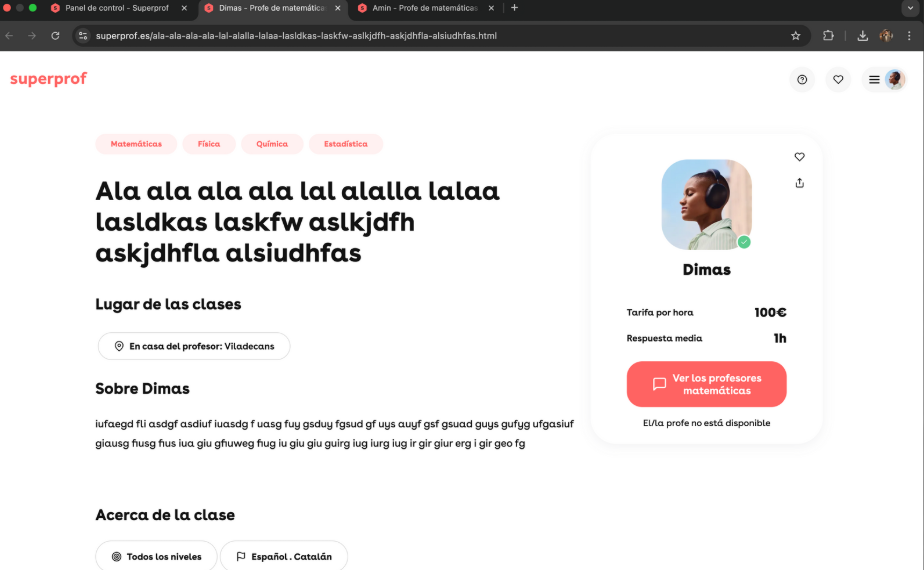 Panel de control - Superprof
Dimas - Profe de matemática
Amin - Profe de matemáticas
superprof.es/ala-ala-ala-ala-lal-alalla-lalaa-lasldkas-laskfw-aslkjdfh-askjdhfla-alsiudhfas.html
superprof
Matemáticas
Física
Química
Estadística
Ala ala ala ala lal alalla lalaa
lasldkas laskfw aslkjdfh
askjdhfla alsiudhfas
Lugar de las clases
En casa del profesor: Viladecans
Sobre Dimas
iufaegd fli asdgf asdiuf iuasdg f uasg fuy gsduy fgsud gf uys auyf gsf gsuad guys gufyg ufgasiuf
giausg fiusg fius iua giu gfiuweg fiug iu giu giu guirg iug iurg iug ir gir giur erg i gir geo fg
Acerca de la clase
Todos los niveles
Español . Catalán
Dimas
Tarifa por hora 100€
Respuesta media 1h
Ver los profesores
matemáticas
El/la profe no está disponible